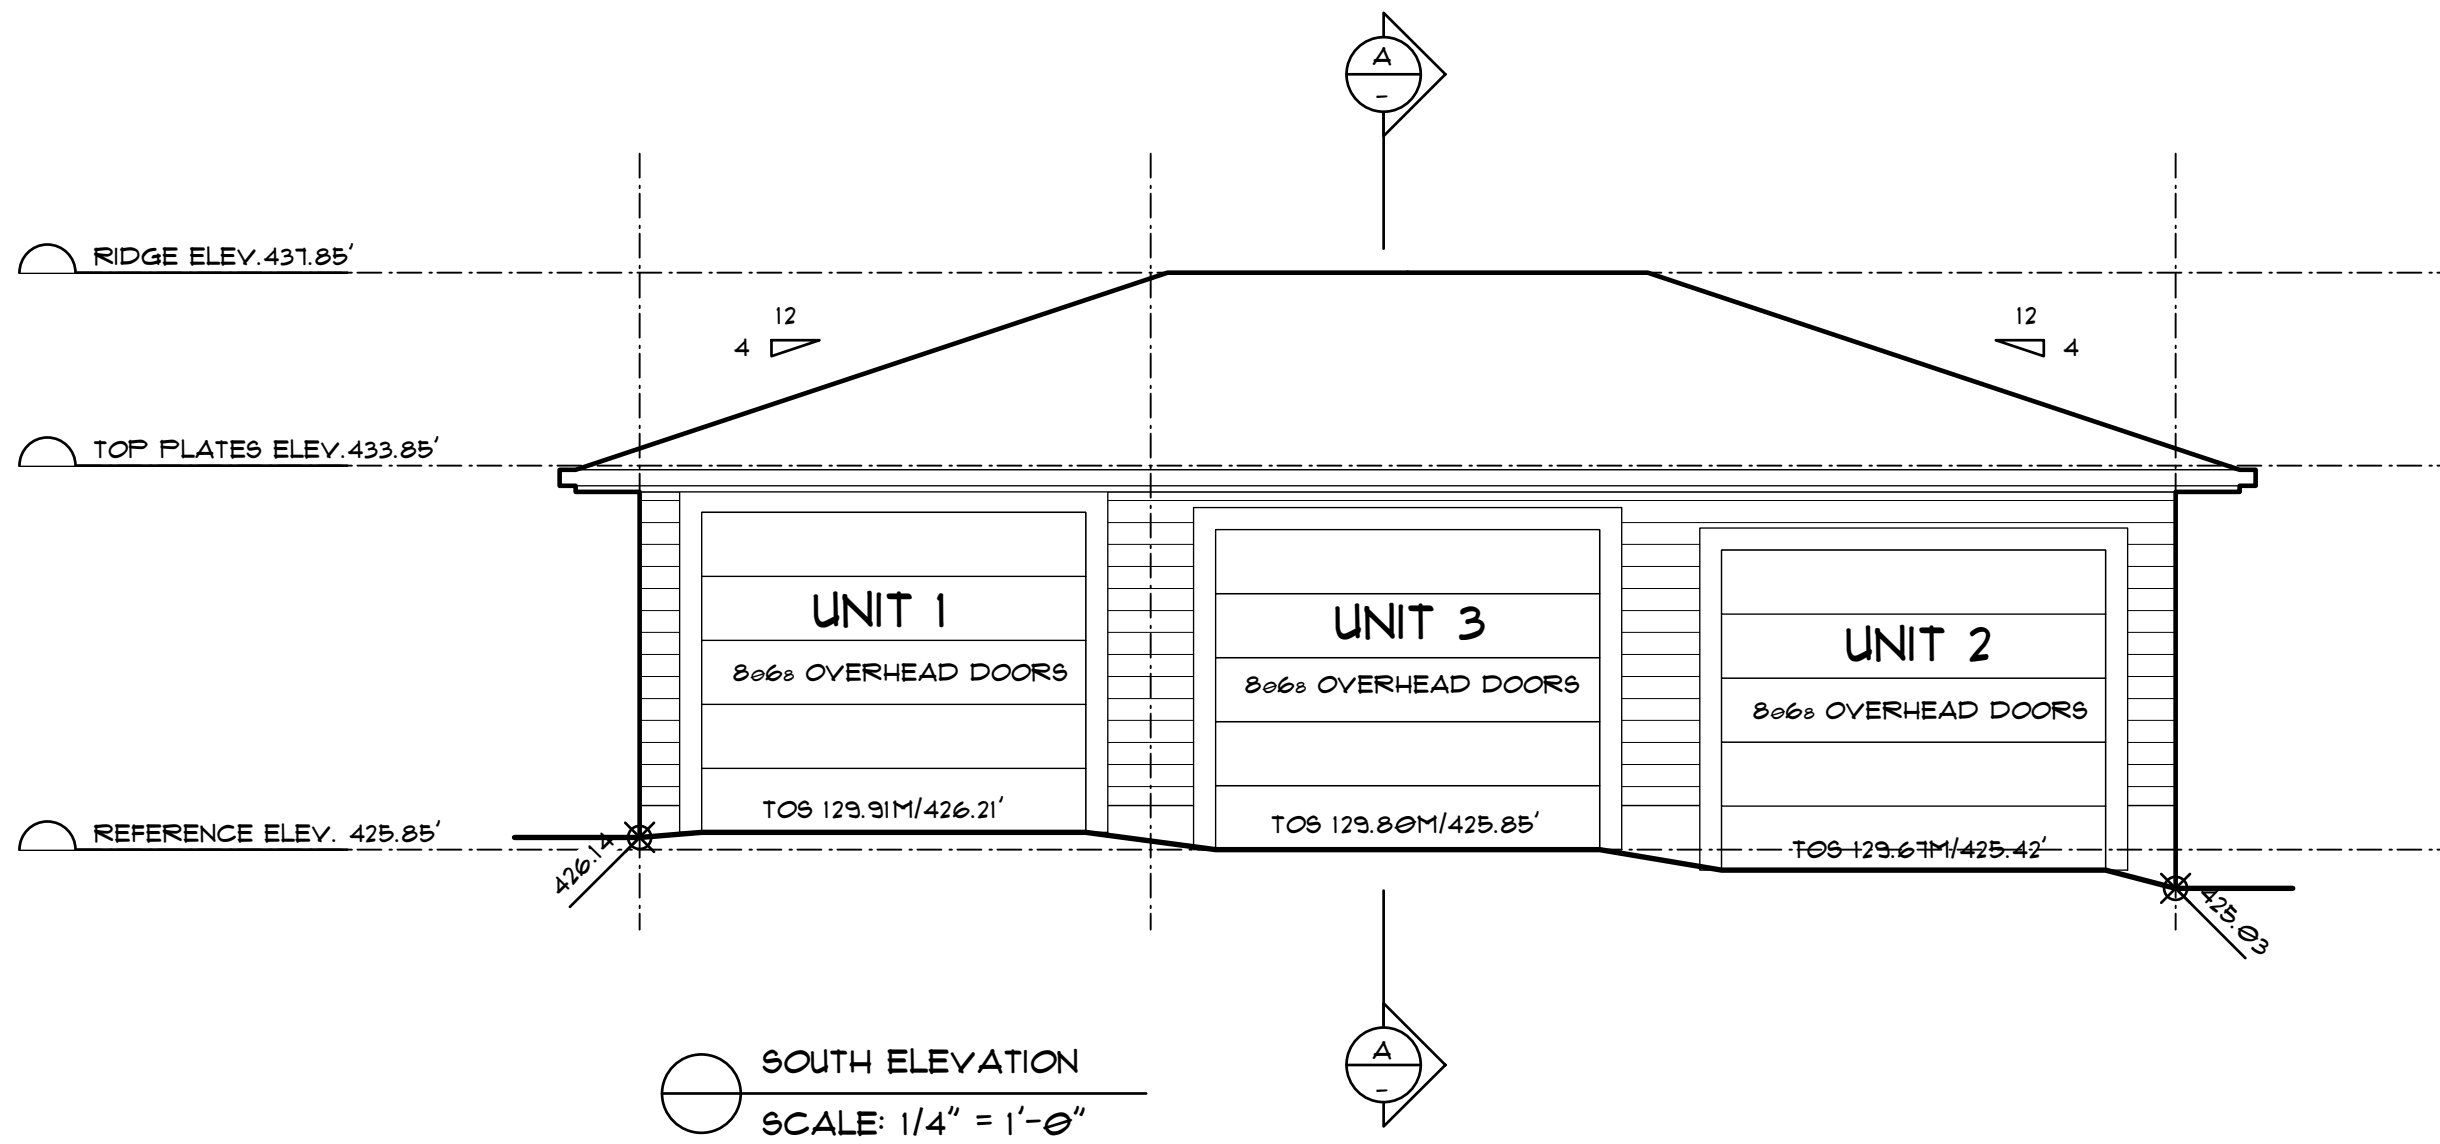 A
-
RIDGE ELEV.437.85'
12
4
12
4
TOP PLATES ELEV.433.85'
UNIT 1
8068 OVERHEAD DOORS
TOS 129.91M/426.21'
UNIT 3
8068 OVERHEAD DOORS
TOS 129.80M/425.85'
UNIT 2
8068 OVERHEAD DOORS
TOS 129.67M/425.42'
REFERENCE ELEV. 425.85'
426.14
425.03
SOUTH ELEVATION
SCALE: 1/4" = 1'-0"
A
-